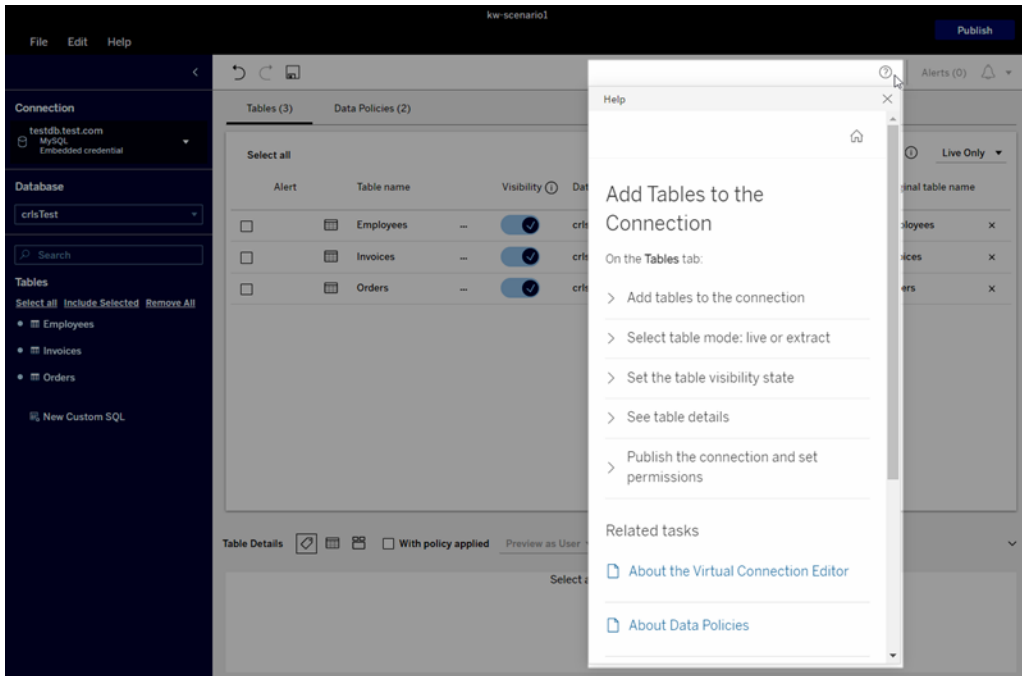 kw-scenario1
Publish
File Edit Help
Alerts (0)
Connection
testdb.test.com
MySQL
Embedded credential
Database
crlsTest
Search
Tables
Select all Include Selected Remove All
Employees
Invoices
Orders
New Custom SQL
Tables (3) Data Policies (2)
Select all
Live Only
Alert Table name Visibility
Employees ...
Invoices ...
Orders ...
table name
Table Details With policy applied Preview as User
Help
Add Tables to the
Connection
On the Tables tab:
Add tables to the connection
Select table mode: live or extract
Set the table visibility state
See table details
Publish the connection and set
permissions
Related tasks
About the Virtual Connection Editor
About Data Policies